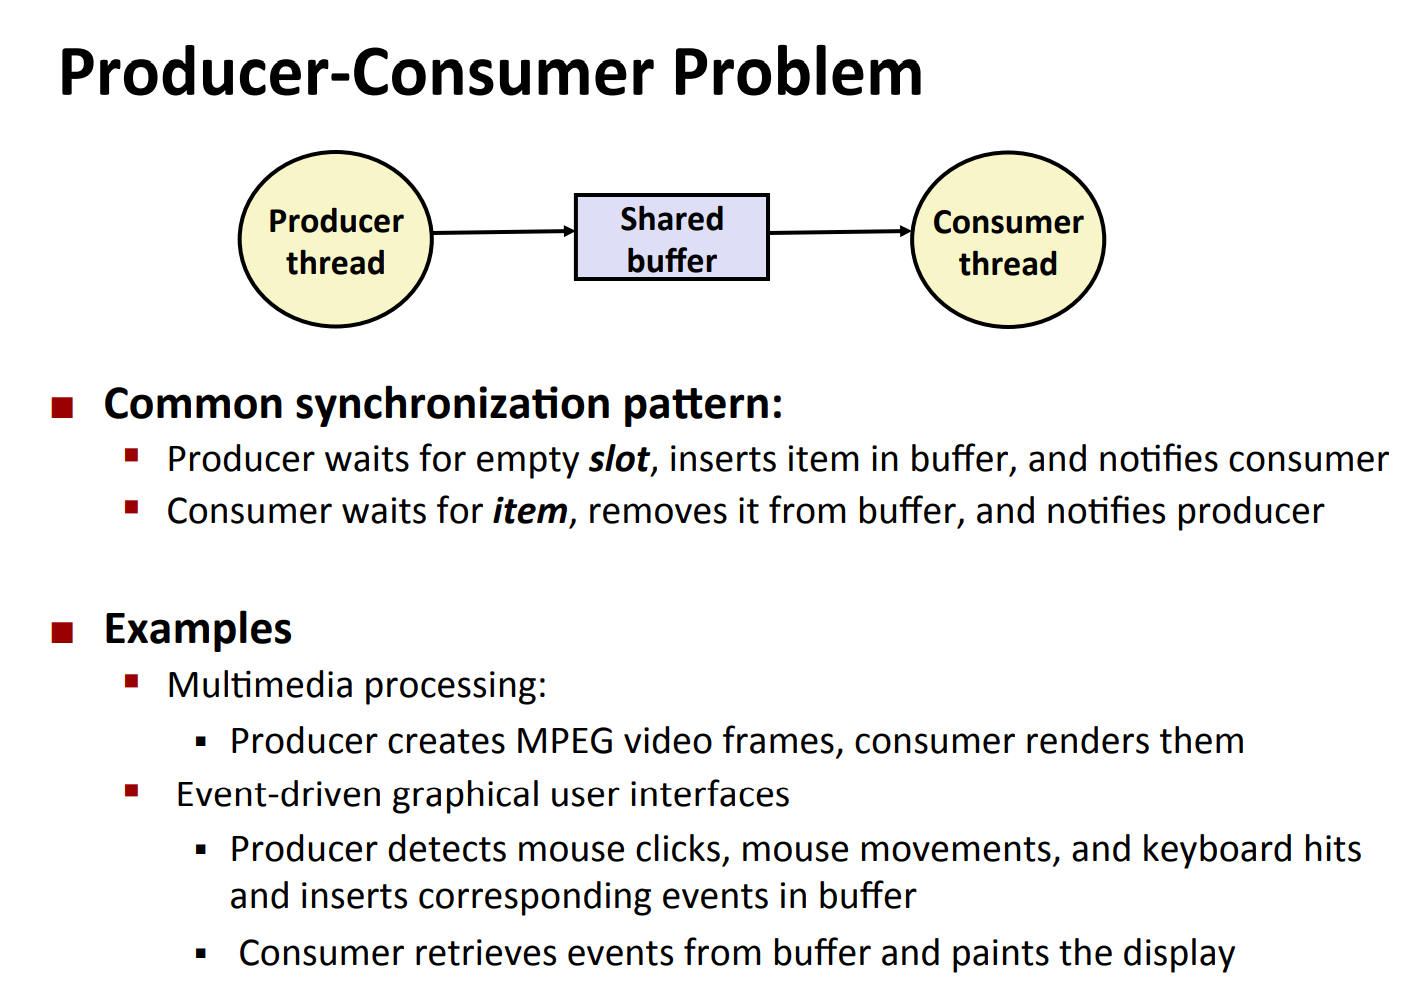 Producer-Consumer Problem
Producer
thread
Shared
buffer
Consumer
thread
Common synchronization pattern:
Producer waits for empty slot, inserts item in buffer, and notifies consumer
Consumer waits for item, removes it from buffer, and notifies producer
Examples
Multimedia processing:
Producer creates MPEG video frames, consumer renders them
Event-driven graphical user interfaces
Producer detects mouse clicks, mouse movements, and keyboard hits
and inserts corresponding events in buffer
Consumer retrieves events from buffer and paints the display